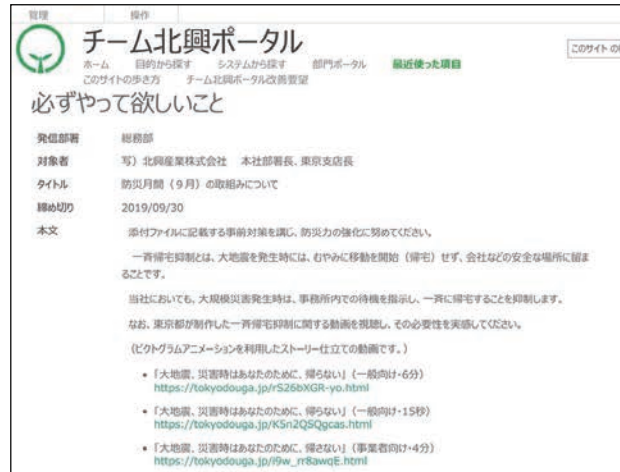 管理 操作
チーム北興ポータル
このサイト の
ホーム 目的から探す システムから探す 部門ポータル 最近使った項目
このサイトの歩き方 チーム北興ポータル改善要望
必ずやって欲しいこと
発信部署 総務部
対象者 写）北興産業株式会社 本社部署長、東京支店長
タイトル 防災月間（９月）の取組みについて
締め切り 2019/09/30
本文 添付ファイルに記載する事前対策を講じ、防災力の強化に努めてください。
一斉帰宅抑制とは、大地震を発生時には、むやみに移動を開始（帰宅）せず、会社などの安全な場所に留ま
ることです。
当社においても、大規模災害発生時は、事務所内での待機を指示し、一斉に帰宅することを抑制します。
なお、東京都が制作した一斉帰宅抑制に関する動画を視聴し、その必要性を実感してください。
（ピクトグラムアニメーションを利用したストーリー仕立ての動画です。）
• 「大地震、災害時はあなたのために、帰らない」（一般向け・6分）
https://tokyodouga.jp/rS26bXGR-yo.html
• 「大地震、災害時はあなたのために、帰らない」（一般向け・15秒）
https://tokyodouga.jp/K5n2QSQgcas.html
• 「大地震、災害時はあなたのために、帰さない」（事業者向け・4分）
https://tokyodouga.jp/i9w_rr8awqE.html